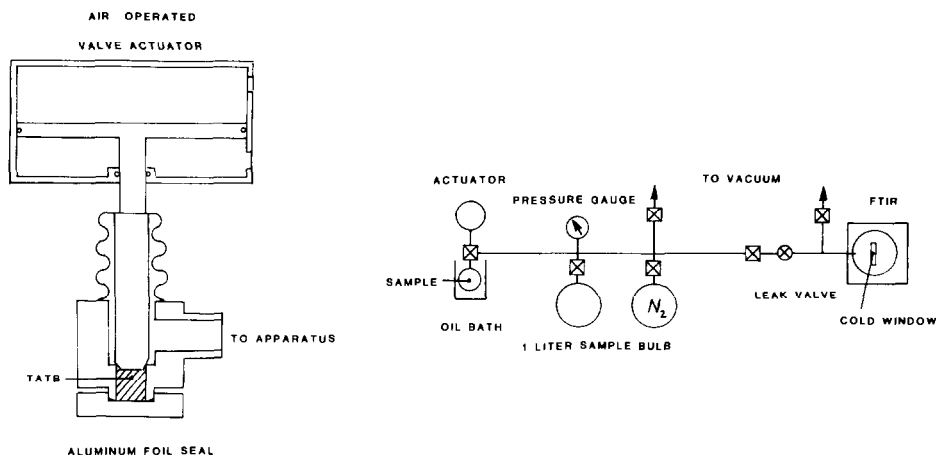 AIR OPERATED
VALVE ACTUATOR
TO APPARATUS
TATB
ALUMINUM FOIL SEAL
ACTUATOR
PRESSURE GAUGE
TO VACUUM
FTIR
SAMPLE
OIL BATH
1 LITER SAMPLE BULB
N₂
LEAK VALVE
COLD WINDOW